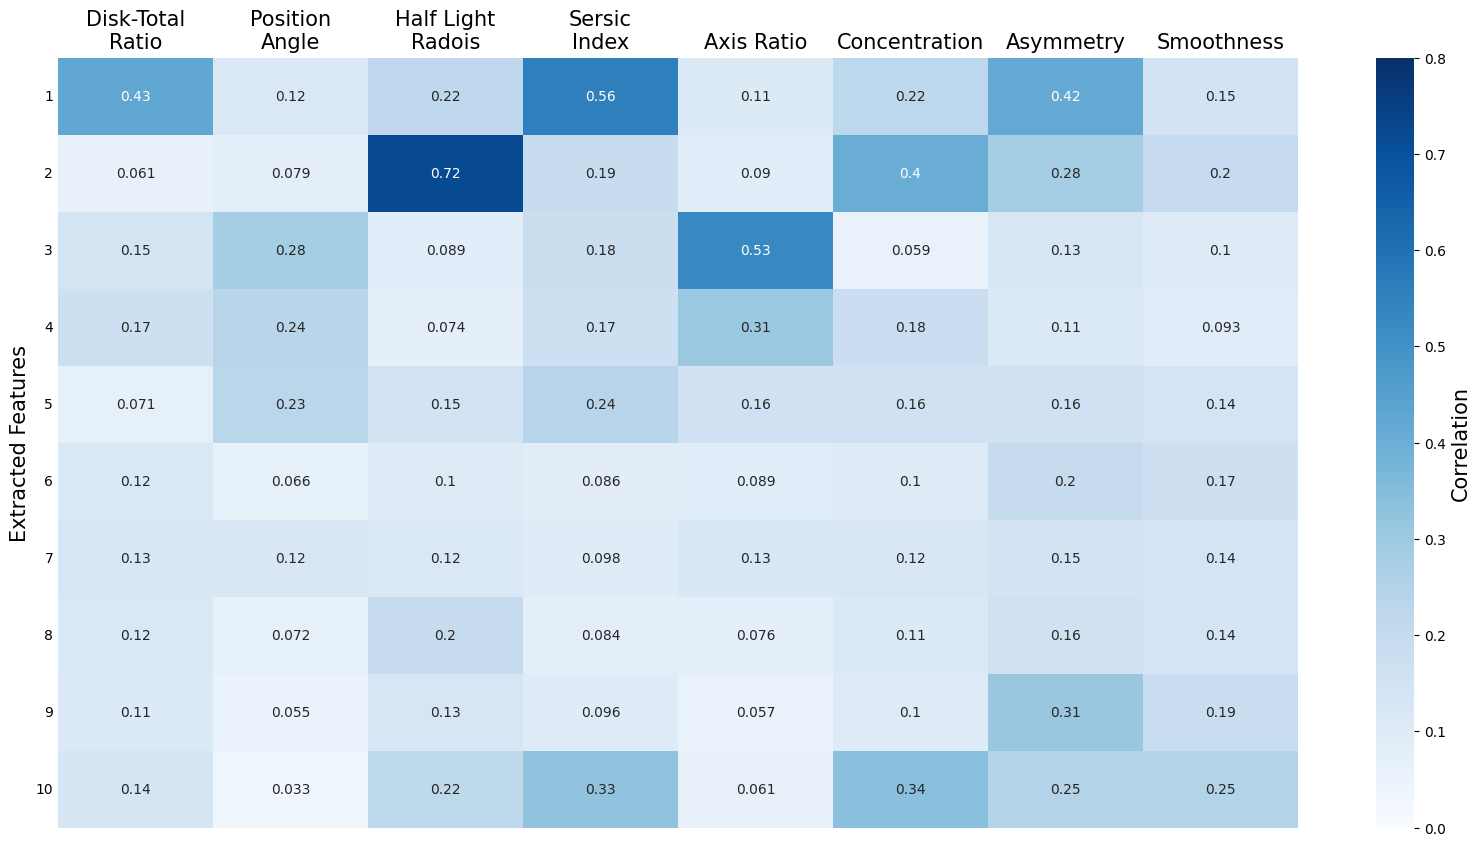 Disk-Total
Ratio
Position
Angle
Half Light
Radois
Sersic
Index
Axis Ratio
Concentration
Asymmetry
Smoothness
Extracted Features
1 0.43 0.12 0.22 0.56 0.11 0.22 0.42 0.15
2 0.061 0.079 0.72 0.19 0.09 0.4 0.28 0.2
3 0.15 0.28 0.089 0.18 0.53 0.059 0.13 0.1
4 0.17 0.24 0.074 0.17 0.31 0.18 0.11 0.093
5 0.071 0.23 0.15 0.24 0.16 0.16 0.16 0.14
6 0.12 0.066 0.1 0.086 0.089 0.1 0.2 0.17
7 0.13 0.12 0.12 0.098 0.13 0.12 0.15 0.14
8 0.12 0.072 0.2 0.084 0.076 0.11 0.16 0.14
9 0.11 0.055 0.13 0.096 0.057 0.1 0.31 0.19
10 0.14 0.033 0.22 0.33 0.061 0.34 0.25 0.25
0.8
0.7
0.6
0.5
0.4
0.3
0.2
0.1
0.0
Correlation